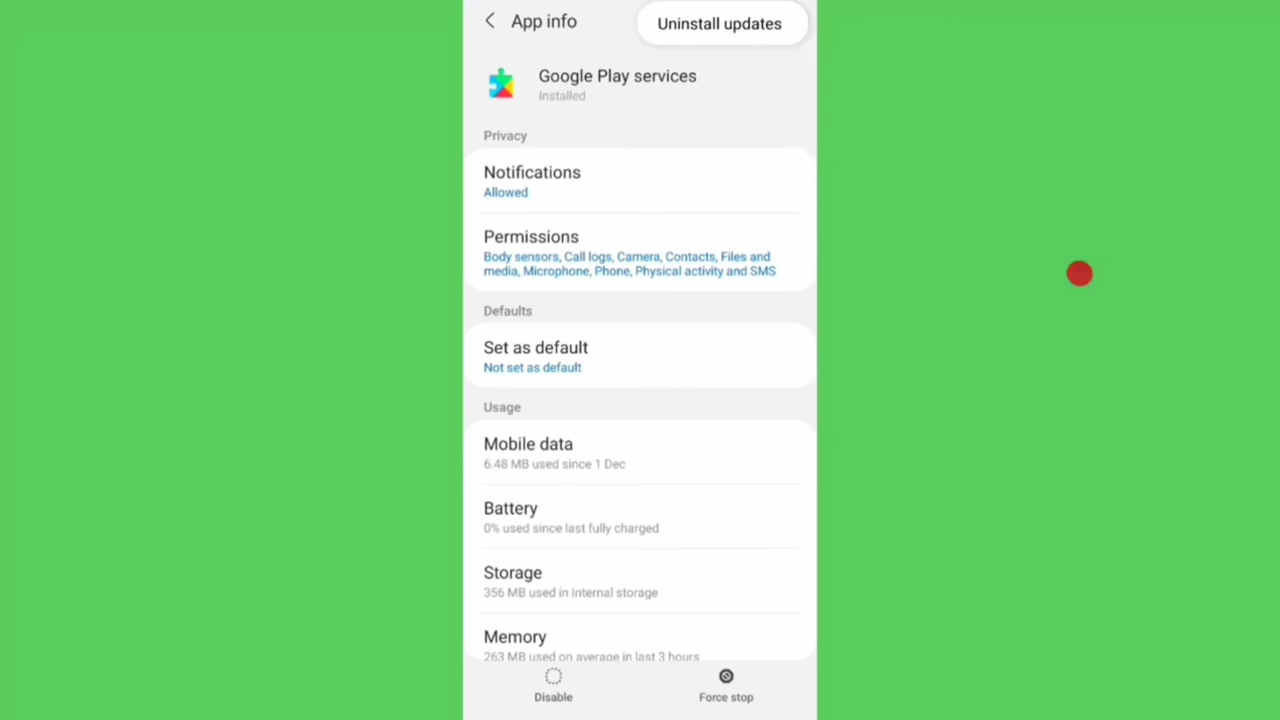 App info
Uninstall updates
Google Play services
Installed
Privacy
Notifications
Allowed
Permissions
Body sensors, Call logs, Camera, Contacts, Files and
media, Microphone, Phone, Physical activity and SMS
Defaults
Set as default
Not set as default
Usage
Mobile data
6.48 MB used since 1 Dec
Battery
0% used since last fully charged
Storage
356 MB used in Internal storage
Memory
263 MB used on average in last 3 hours
Disable
Force stop